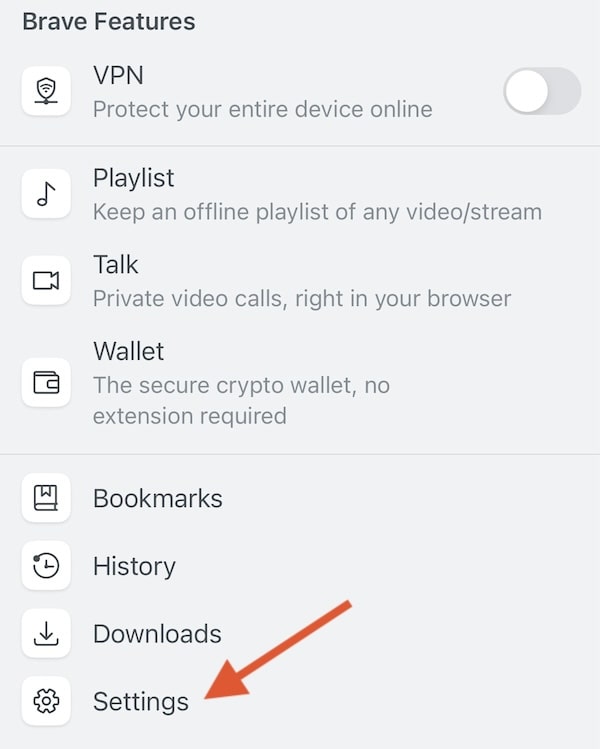 Brave Features
VPN
Protect your entire device online
Playlist
Keep an offline playlist of any video/stream
Talk
Private video calls, right in your browser
Wallet
The secure crypto wallet, no
extension required
Bookmarks
History
Downloads
Settings